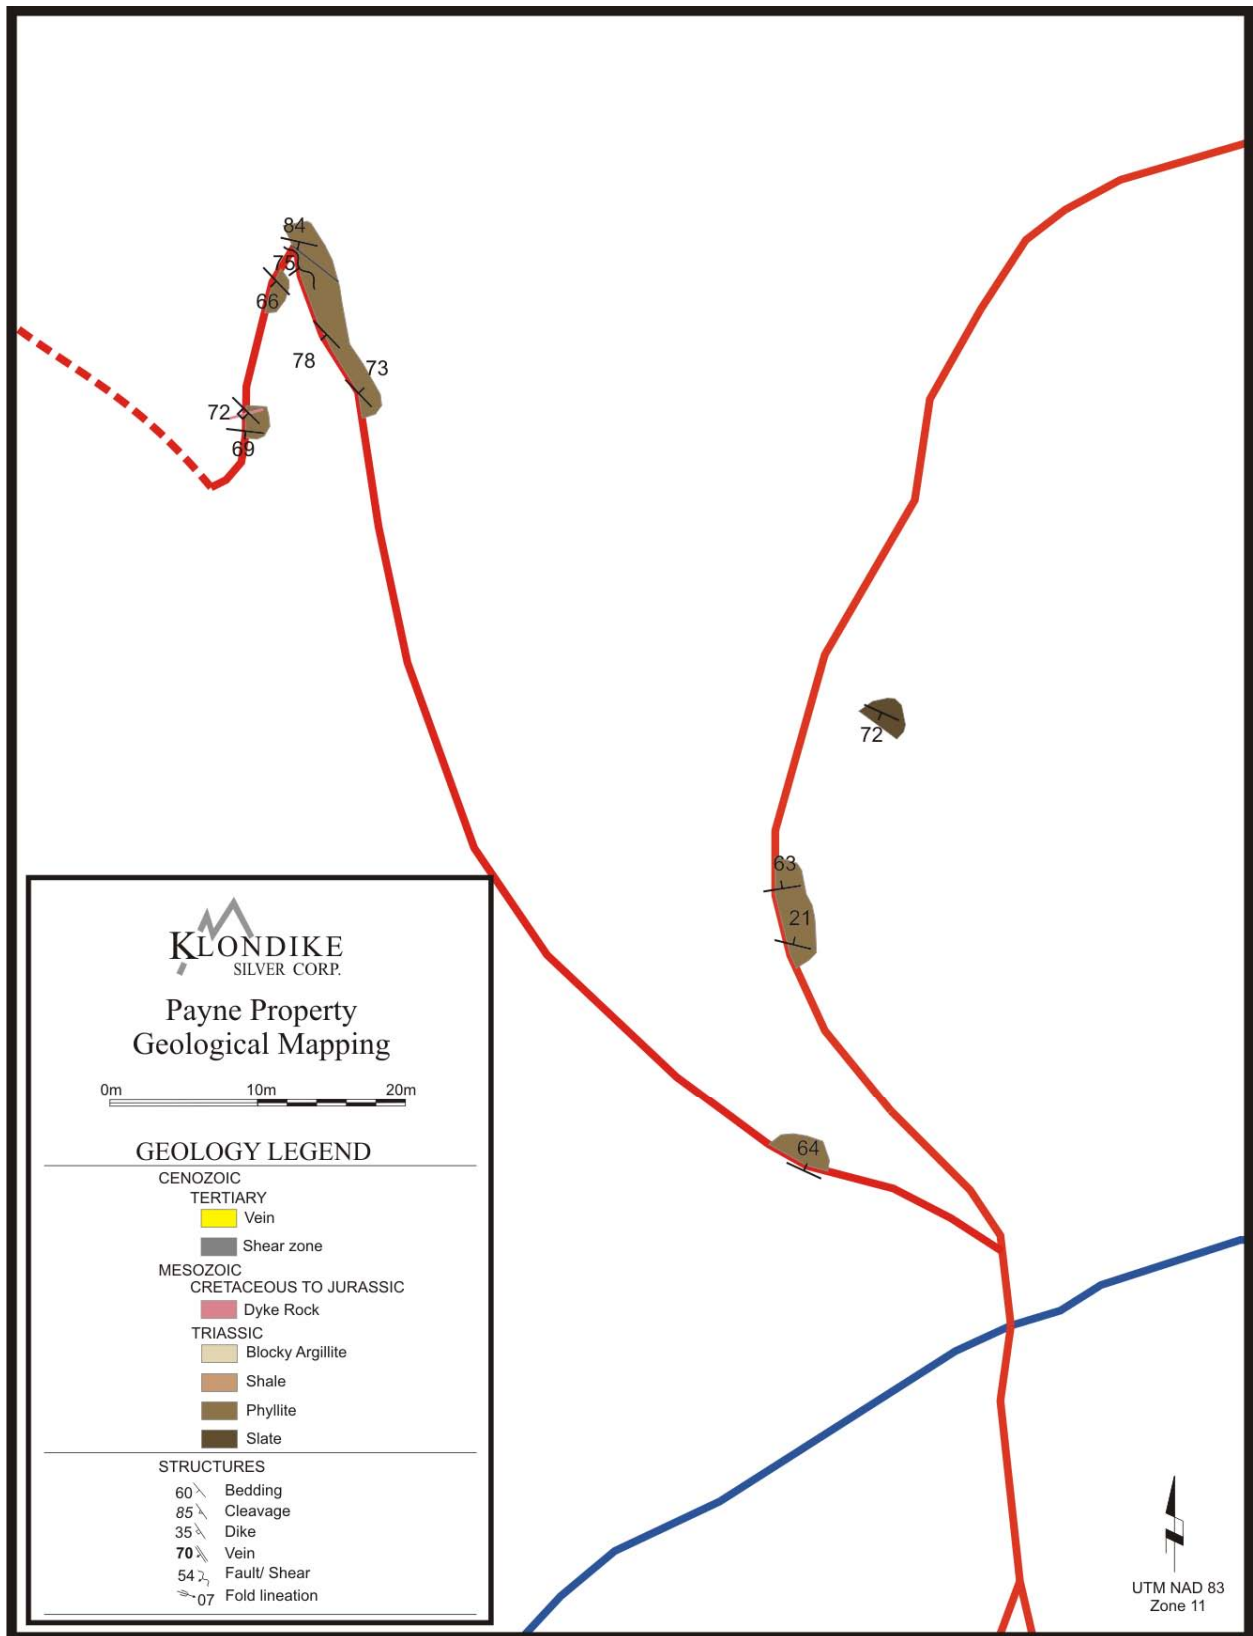 84
75
66
78
73
72
69
72
63
21
64
KLONDIKE
SILVER CORP.
Payne Property
Geological Mapping
0m 10m 20m
GEOLOGY LEGEND
CENOZOIC
TERTIARY
Vein
Shear zone
MESOZOIC
CRETACEOUS TO JURASSIC
Dyke Rock
TRIASSIC
Blocky Argillite
Shale
Phyllite
Slate
STRUCTURES
60 Bedding
85 Cleavage
35 Dike
70 Vein
54 Fault/ Shear
07 Fold lineation
UTM NAD 83
Zone 11